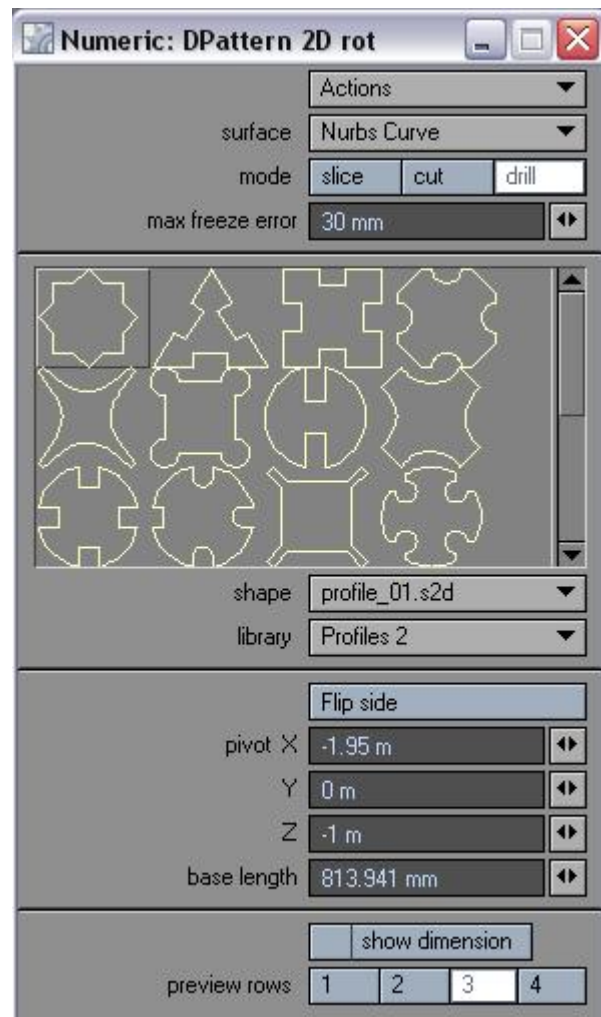 Numeric: DPattern 2D rot
Actions
surface Nurbs Curve
mode slice cut drill
max freeze error 30 mm
shape profile_01.s2d
library Profiles 2
Flip side
pivot X -1.95 m
Y 0 m
Z -1 m
base length 813.941 mm
show dimension
preview rows 1 2 3 4